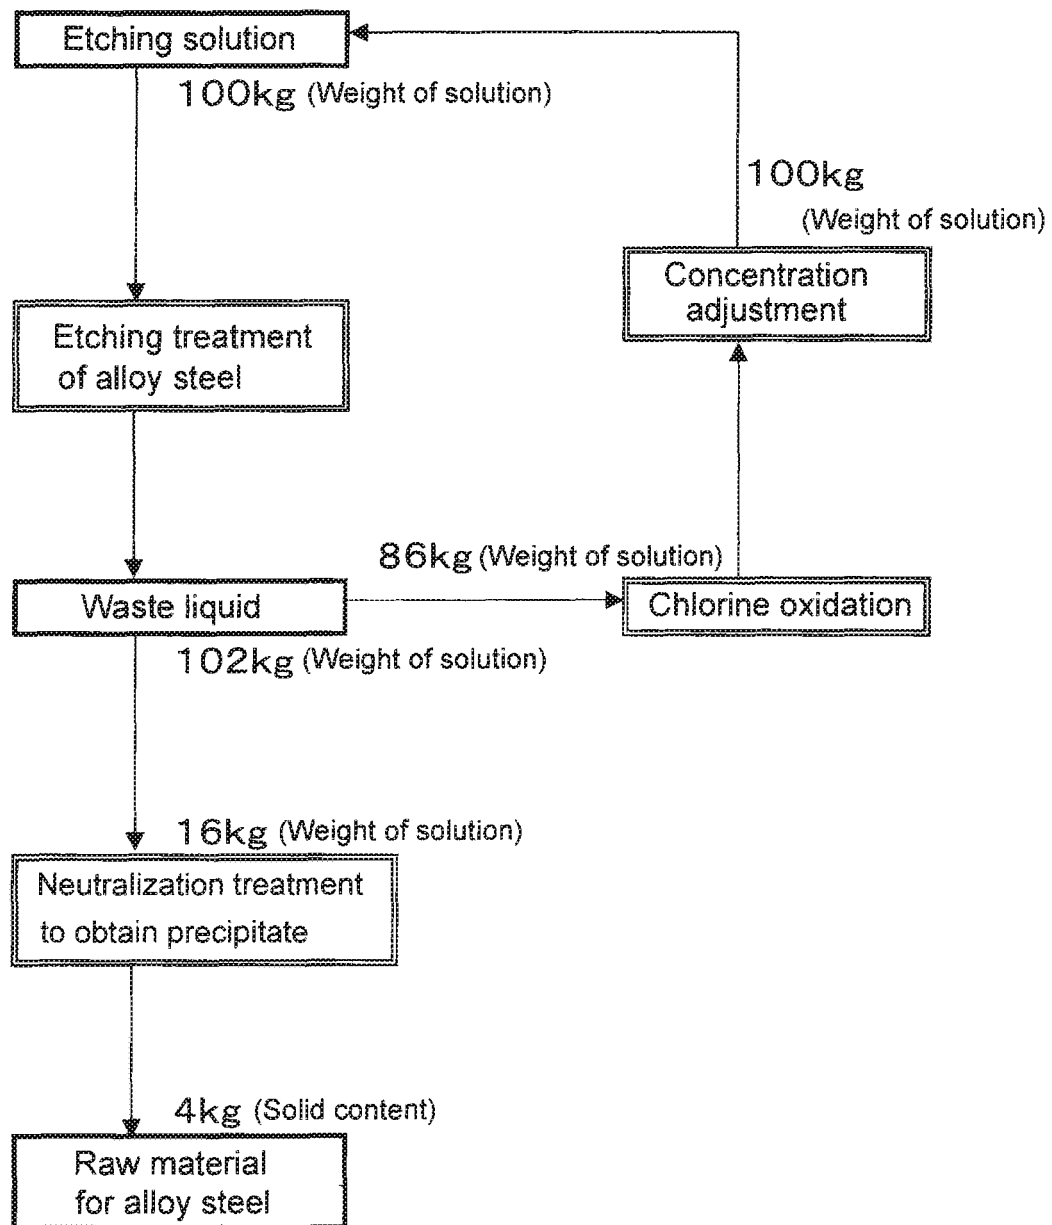 Etching solution
100kg (Weight of solution)
100kg
(Weight of solution)
Concentration
adjustment
Etching treatment
of alloy steel
86kg (Weight of solution)
Waste liquid
Chlorine oxidation
102kg (Weight of solution)
16kg (Weight of solution)
Neutralization treatment
to obtain precipitate
4kg (Solid content)
Raw material
for alloy steel